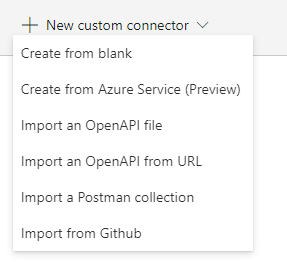 New custom connector
Create from blank
Create from Azure Service (Preview)
Import an OpenAPI file
Import an OpenAPI from URL
Import a Postman collection
Import from Github